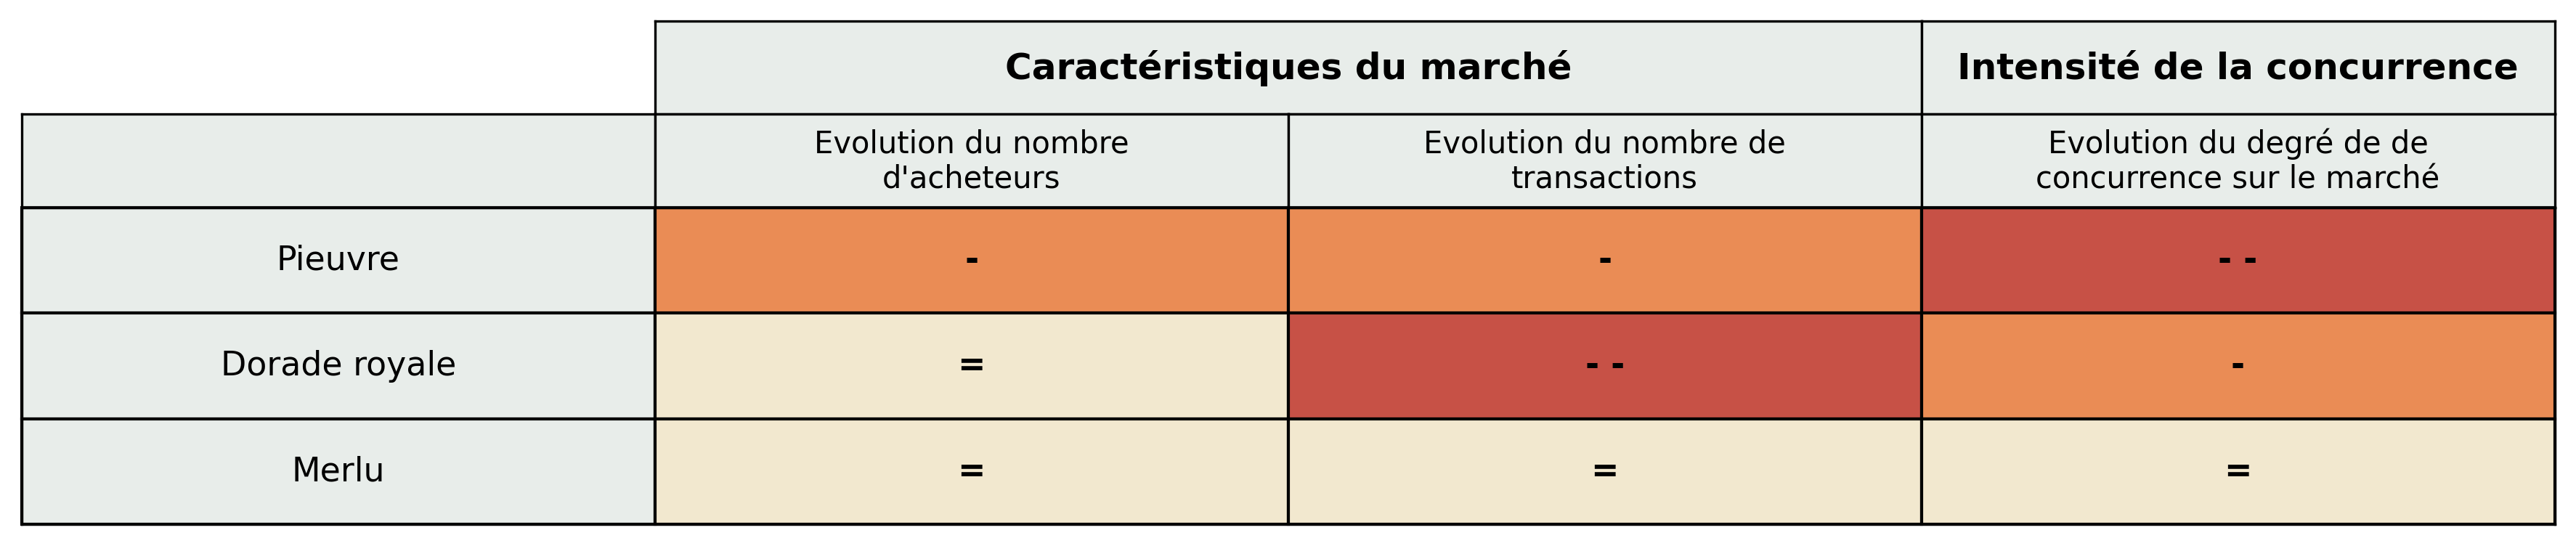 Caractéristiques du marché
Intensité de la concurrence
Evolution du nombre
d'acheteurs
Evolution du nombre de
transactions
Evolution du degré de de
concurrence sur le marché
Pieuvre
-
-
- -
Dorade royale
=
- -
-
Merlu
=
=
=